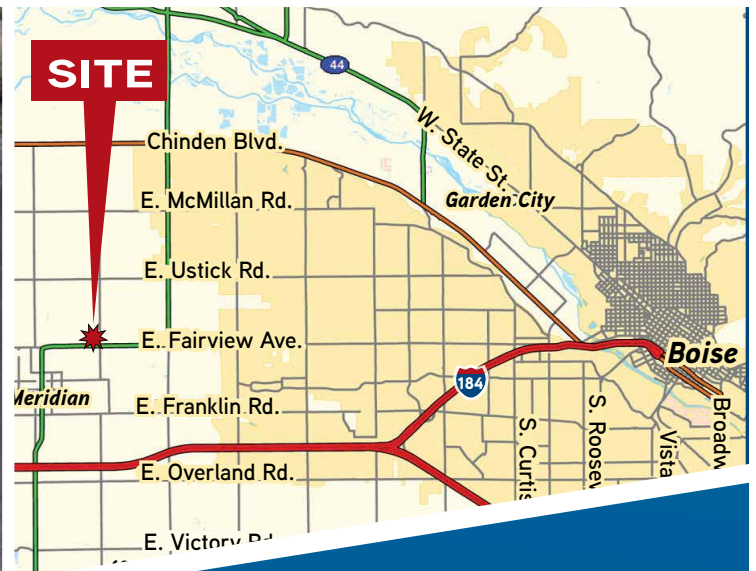 SITE
44
Chinden Blvd.
W. State St.
E. McMillan Rd.
Garden City
E. Ustick Rd.
E. Fairview Ave.
Boise
184
Meridian
E. Franklin Rd.
S. Curtis
S. Roosev
Vista
Broadw
E. Overland Rd.
E. Victory